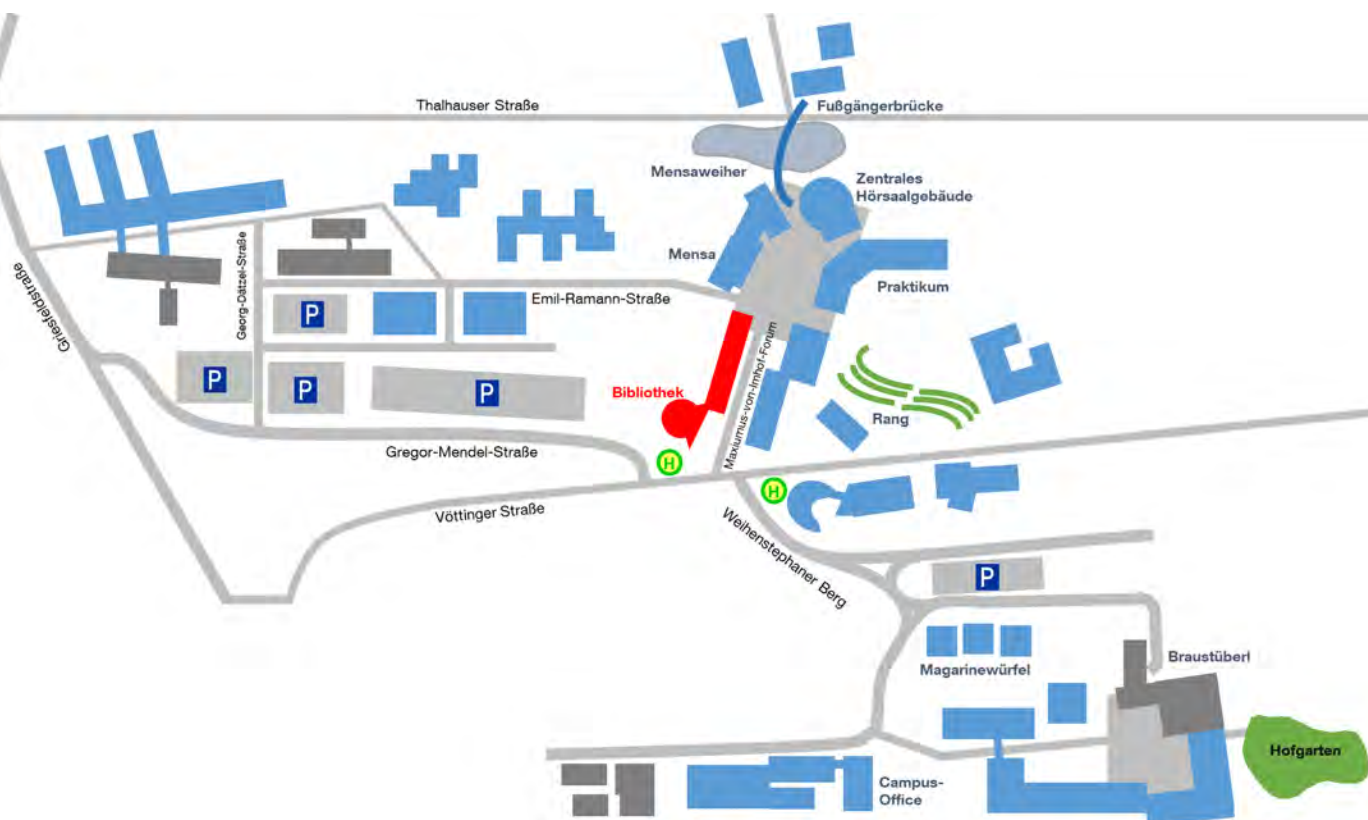 Thalhauser Straße
Fußgängerbrücke
Mensaweiher
Zentrales
Hörsaalgebäude
Mensa
Praktikum
Griesfeldstraße
Georg-Dätzel-Straße
Emil-Ramann-Straße
P
P
P
P
Bibliothek
Maxiumus-von-Imhof-Forum
Rang
Gregor-Mendel-Straße
H
H
Vöttinger Straße
Weihenstephaner Berg
P
Magarinewürfel
Braustüberl
Hofgarten
Campus-
Office